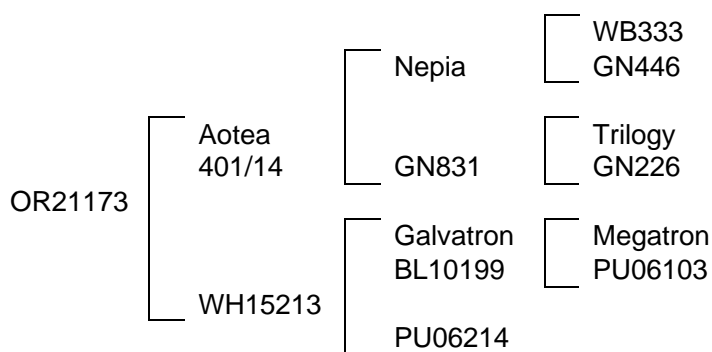 WB333
Nepia
GN446
Aotea
Trilogy
401/14
GN831
GN226
OR21173
Galvatron
Megatron
BL10199
PU06103
WH15213
PU06214